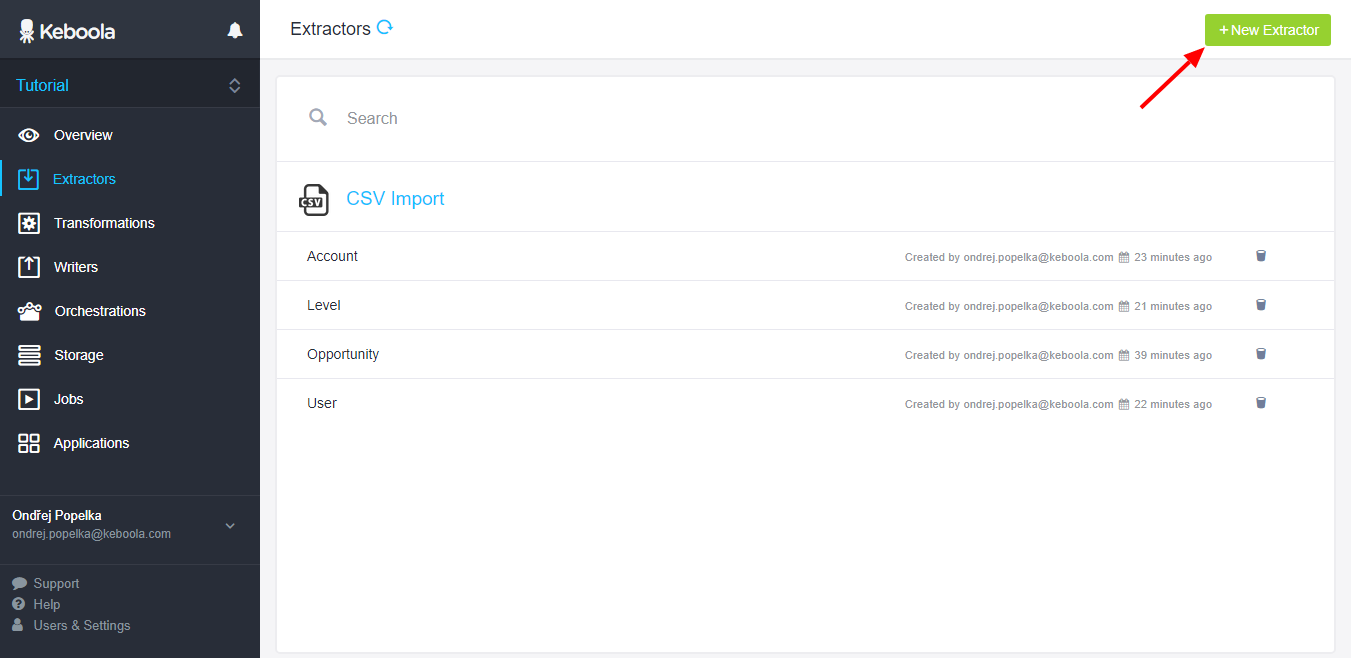 Keboola
Extractors
+ New Extractor
Tutorial
Overview
Extractors
Transformations
Writers
Orchestrations
Storage
Jobs
Applications
Ondřej Popelka
ondrej.popelka@keboola.com
Support
Help
Users & Settings
Search
CSV CSV Import
Account Created by ondrej.popelka@keboola.com 23 minutes ago
Level Created by ondrej.popelka@keboola.com 21 minutes ago
Opportunity Created by ondrej.popelka@keboola.com 39 minutes ago
User Created by ondrej.popelka@keboola.com 22 minutes ago